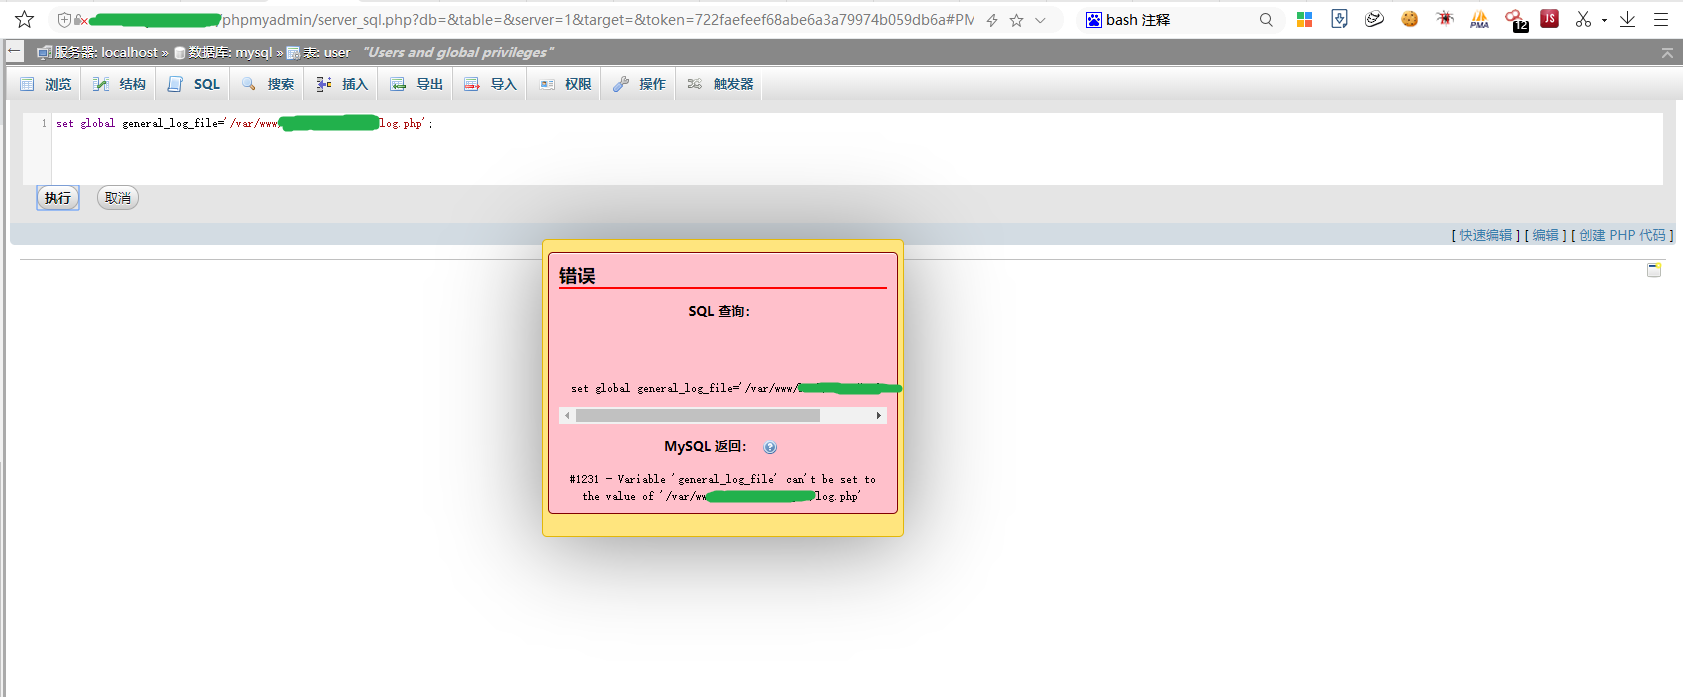 /phpmyadmin/server_sql.php?db=&table=&server=1&target=&token=722faefeef68abe6a3a79974b059db6a#PM
bash 注释
PMA
12
JS
服务器: localhost » 数据库: mysql » 表: user "Users and global privileges"
浏览 结构 SQL 搜索 插入 导出 导入 权限 操作 触发器
1 set global general_log_file='/var/www log.php';
执行 取消
[ 快速编辑 ] [ 编辑 ] [ 创建 PHP 代码 ]
错误
SQL 查询:
set global general_log_file='/var/www/
MySQL 返回:
#1231 - Variable 'general_log_file' can't be set to
the value of '/var/ww log.php'